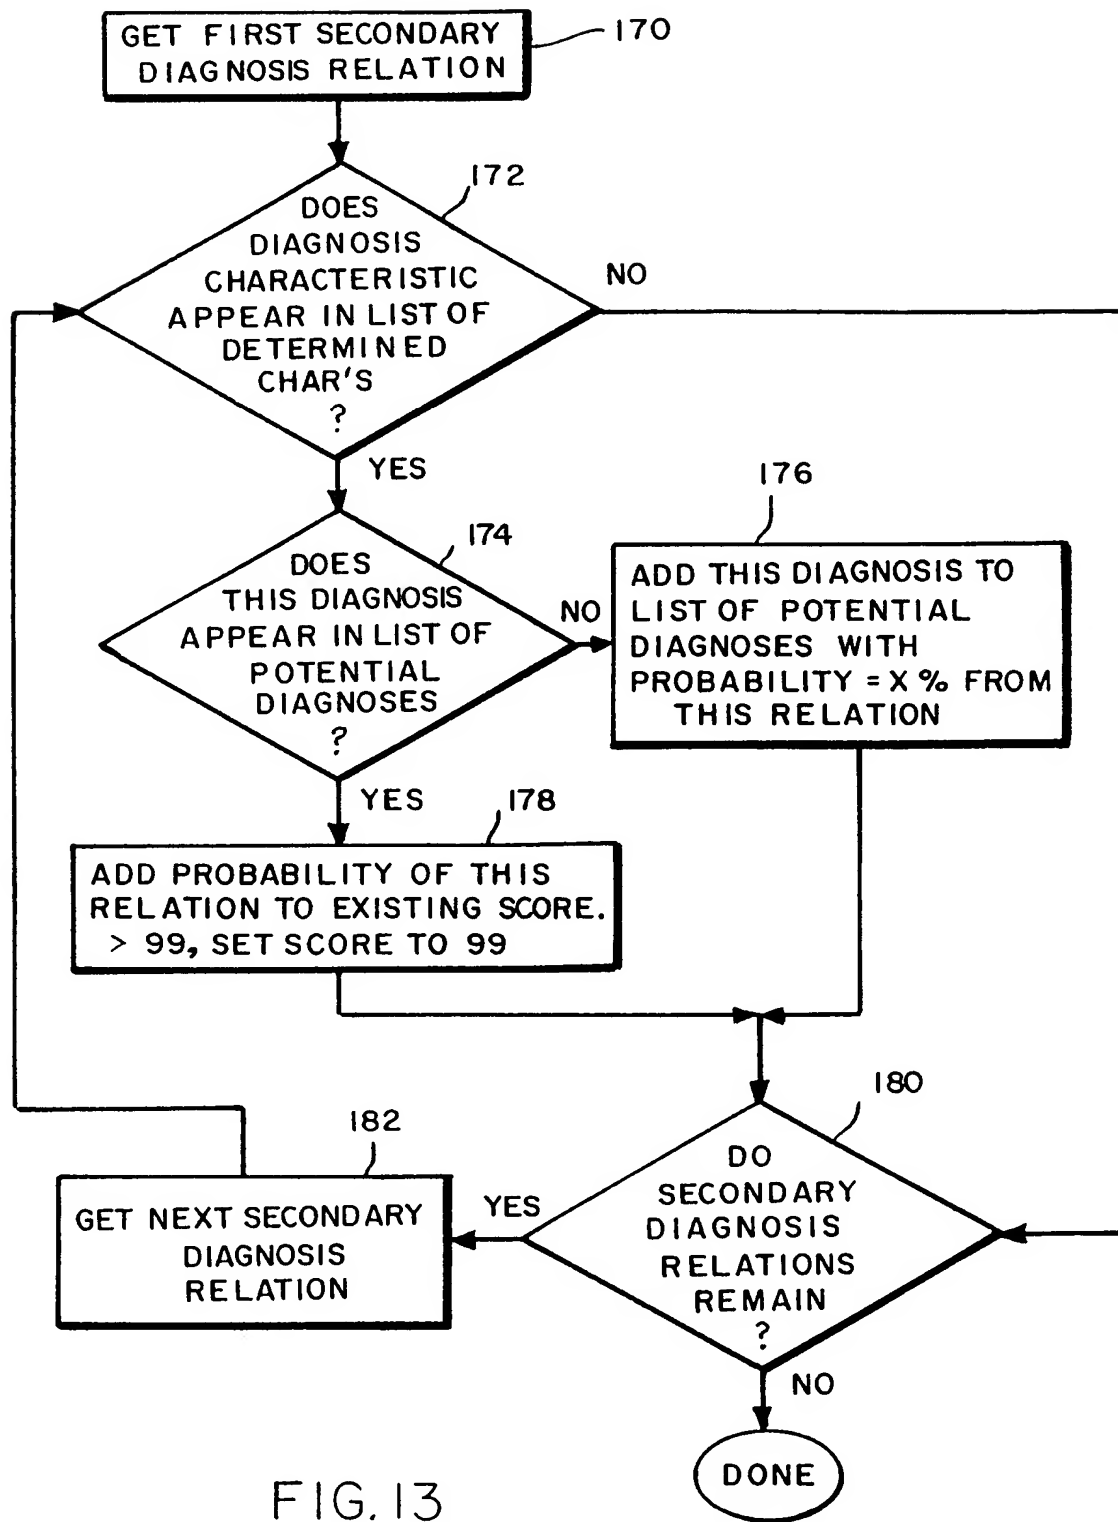 GET FIRST SECONDARY
DIAGNOSIS RELATION
170
172
DOES
DIAGNOSIS
CHARACTERISTIC
APPEAR IN LIST OF
DETERMINED
CHAR'S
?
NO
YES
174
DOES
THIS DIAGNOSIS
APPEAR IN LIST OF
POTENTIAL
DIAGNOSES
?
NO
176
ADD THIS DIAGNOSIS TO
LIST OF POTENTIAL
DIAGNOSES WITH
PROBABILITY = X % FROM
THIS RELATION
YES
178
ADD PROBABILITY OF THIS
RELATION TO EXISTING SCORE.
> 99, SET SCORE TO 99
180
DO
SECONDARY
DIAGNOSIS
RELATIONS
REMAIN
?
YES
182
GET NEXT SECONDARY
DIAGNOSIS
RELATION
NO
DONE
FIG. 13